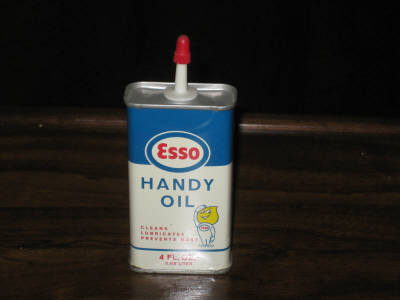 Esso
HANDY
OIL
CLEANS
LUBRICATES
PREVENTS RUST
4 FL. OZ.